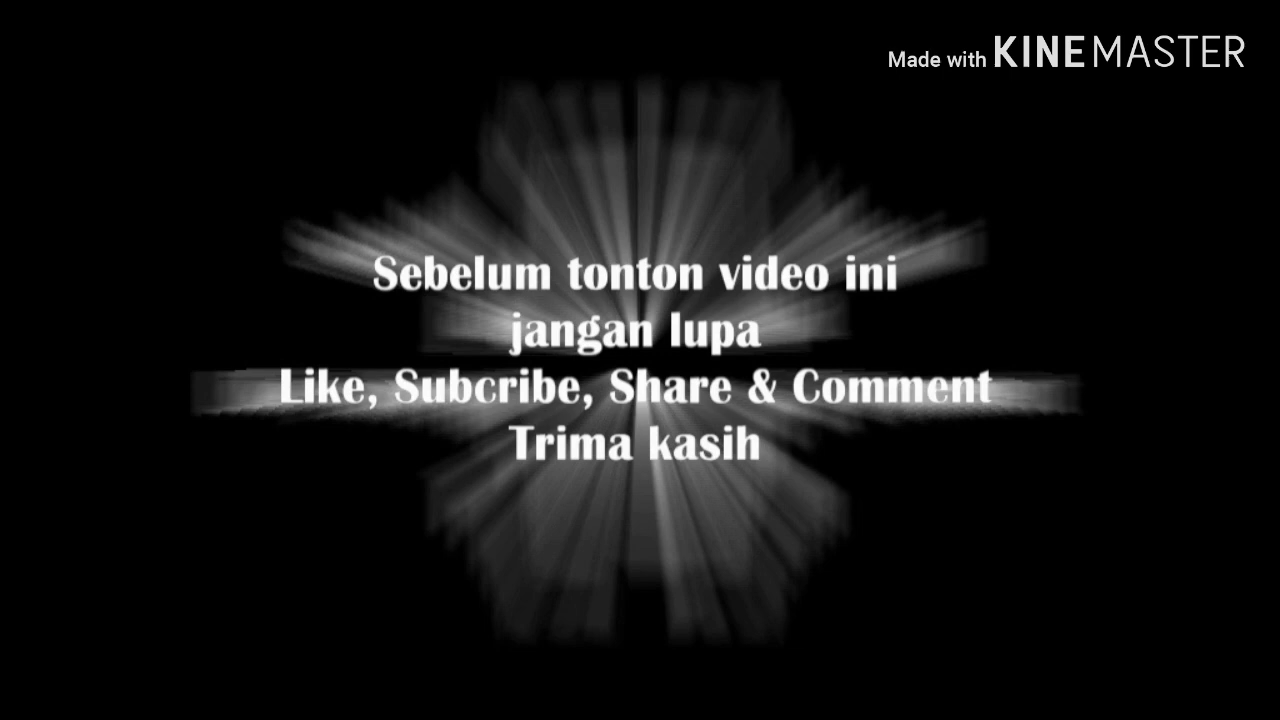 Made with KINEMASTER
Sebelum tonton video ini
jangan lupa
Like, Subcribe, Share & Comment
Trima kasih